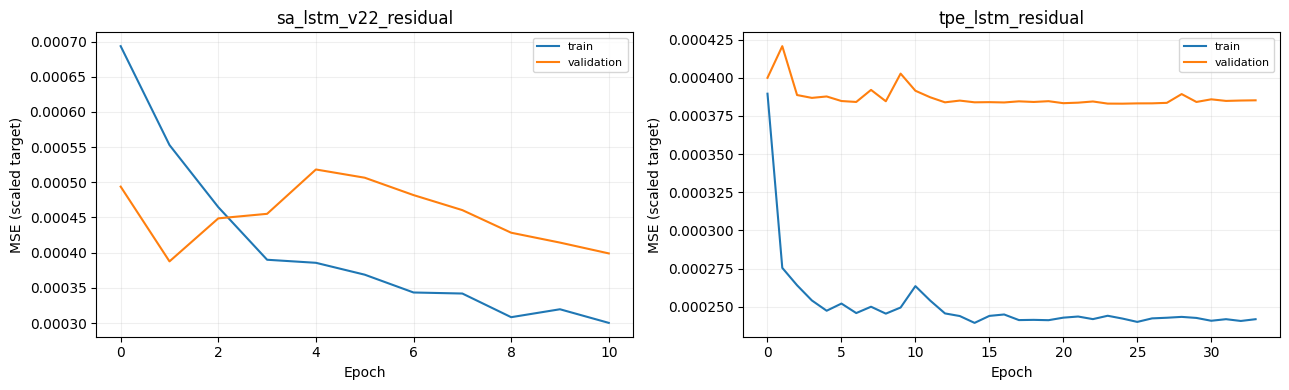 sa_lstm_v22_residual
train
validation
0.00070
0.00065
0.00060
0.00055
0.00050
0.00045
0.00040
0.00035
0.00030
MSE (scaled target)
0 2 4 6 8 10
Epoch
tpe_lstm_residual
train
validation
0.000425
0.000400
0.000375
0.000350
0.000325
0.000300
0.000275
0.000250
MSE (scaled target)
0 5 10 15 20 25 30
Epoch